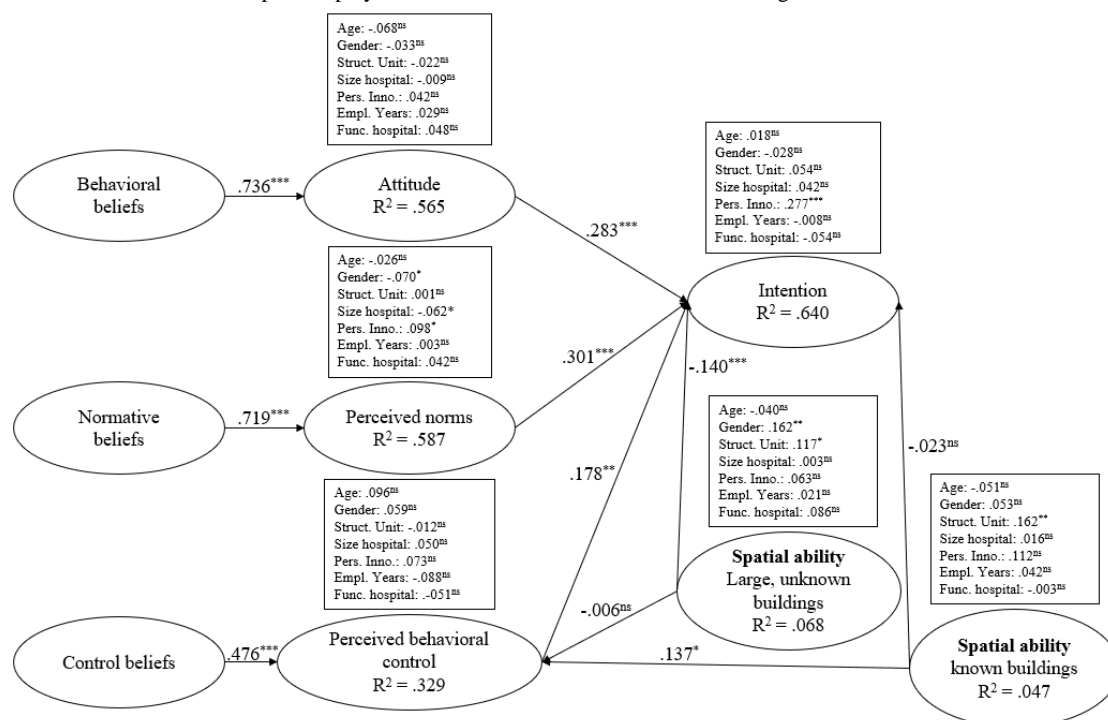 Age: -.068ns
Gender: -.033ns
Struct. Unit: -.022ns
Size hospital: -.009ns
Pers. Inno.: .042ns
Empl. Years: .029ns
Func. hospital: .048ns
Behavioral
beliefs
.736***
Attitude
R2 = .565
.283***
Age: .018ns
Gender: -.028ns
Struct. Unit: .054ns
Size hospital: .042ns
Pers. Inno.: .277***
Empl. Years: -.008ns
Func. hospital: -.054ns
Intention
R2 = .640
Age: -.026ns
Gender: -.070*
Struct. Unit: .001ns
Size hospital: -.062*
Pers. Inno.: .098*
Empl. Years: .003ns
Func. hospital: .042ns
Normative
beliefs
.719***
Perceived norms
R2 = .587
.301***
-.140***
.178**
-.023ns
Age: -.040ns
Gender: .162**
Struct. Unit: .117*
Size hospital: .003ns
Pers. Inno.: .063ns
Empl. Years: .021ns
Func. hospital: .086ns
Spatial ability
Large, unknown
buildings
R2 = .068
Age: -.051ns
Gender: .053ns
Struct. Unit: .162**
Size hospital: .016ns
Pers. Inno.: .112ns
Empl. Years: .042ns
Func. hospital: -.003ns
Spatial ability
known buildings
R2 = .047
Age: .096ns
Gender: .059ns
Struct. Unit: -.012ns
Size hospital: .050ns
Pers. Inno.: .073ns
Empl. Years: -.088ns
Func. hospital: .-051ns
Control beliefs
.476***
Perceived behavioral
control
R2 = .329
-.006ns
.137*